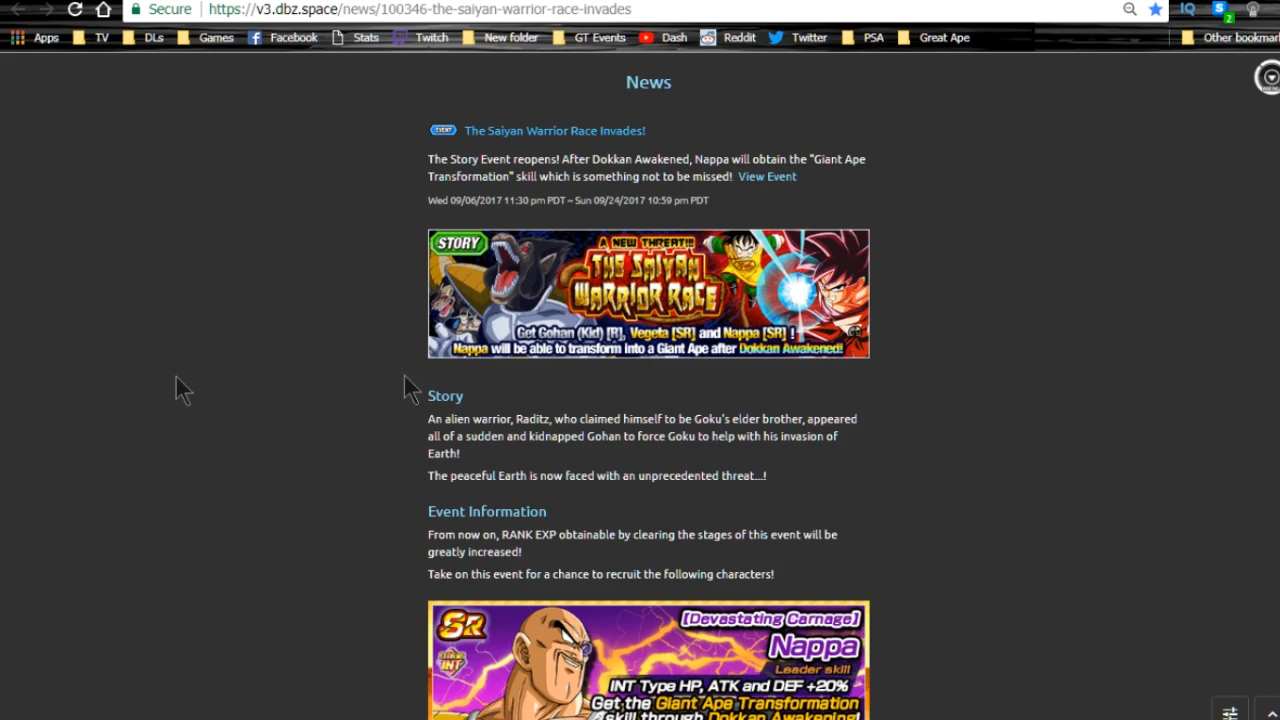 Secure https://v3.dbz.space/news/100346-the-saiyan-warrior-race-invades
Apps TV DLs Games Facebook Stats Twitch New folder GT Events Dash Reddit Twitter PSA Great Ape Other bookmar
News
EVENT The Saiyan Warrior Race Invades!
The Story Event reopens! After Dokkan Awakened, Nappa will obtain the "Giant Ape
Transformation" skill which is something not to be missed! View Event
Wed 09/06/2017 11:30 pm PDT ~ Sun 09/24/2017 10:59 pm PDT
STORY
A NEW THREAT!!!
THE SAIYAN
WARRIOR RACE
Get Gohan (Kid) [R], Vegeta [SR] and Nappa [SR] !
Nappa will be able to transform into a Giant Ape after Dokkan Awakened!
Story
An alien warrior, Raditz, who claimed himself to be Goku's elder brother, appeared
all of a sudden and kidnapped Gohan to force Goku to help with his invasion of
Earth!
The peaceful Earth is now faced with an unprecedented threat...!
Event Information
From now on, RANK EXP obtainable by clearing the stages of this event will be
greatly increased!
Take on this event for a chance to recruit the following characters!
SR
INT
[Devastating Carnage]
Nappa
Leader skill
INT Type HP, ATK and DEF +20%
Get the Giant Ape Transformation
skill through Dokkan Awakening!